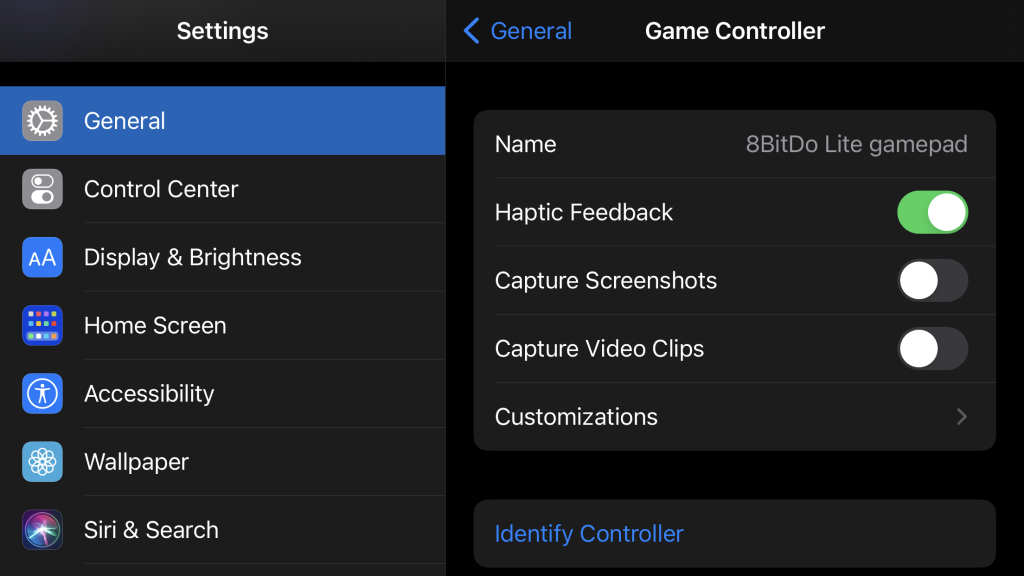 Settings
General
Control Center
AA
Display & Brightness
Home Screen
Accessibility
Wallpaper
Siri & Search
General
Game Controller
Name
8BitDo Lite gamepad
Haptic Feedback
Capture Screenshots
Capture Video Clips
Customizations
Identify Controller